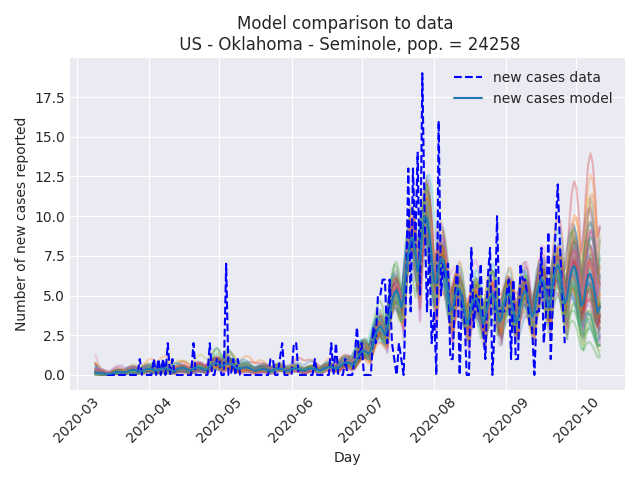 Model comparison to data
US - Oklahoma - Seminole, pop. = 24258
new cases data
new cases model
Number of new cases reported
17.5
15.0
12.5
10.0
7.5
5.0
2.5
0.0
2020-03
2020-04
2020-05
2020-06
2020-07
2020-08
2020-09
2020-10
Day